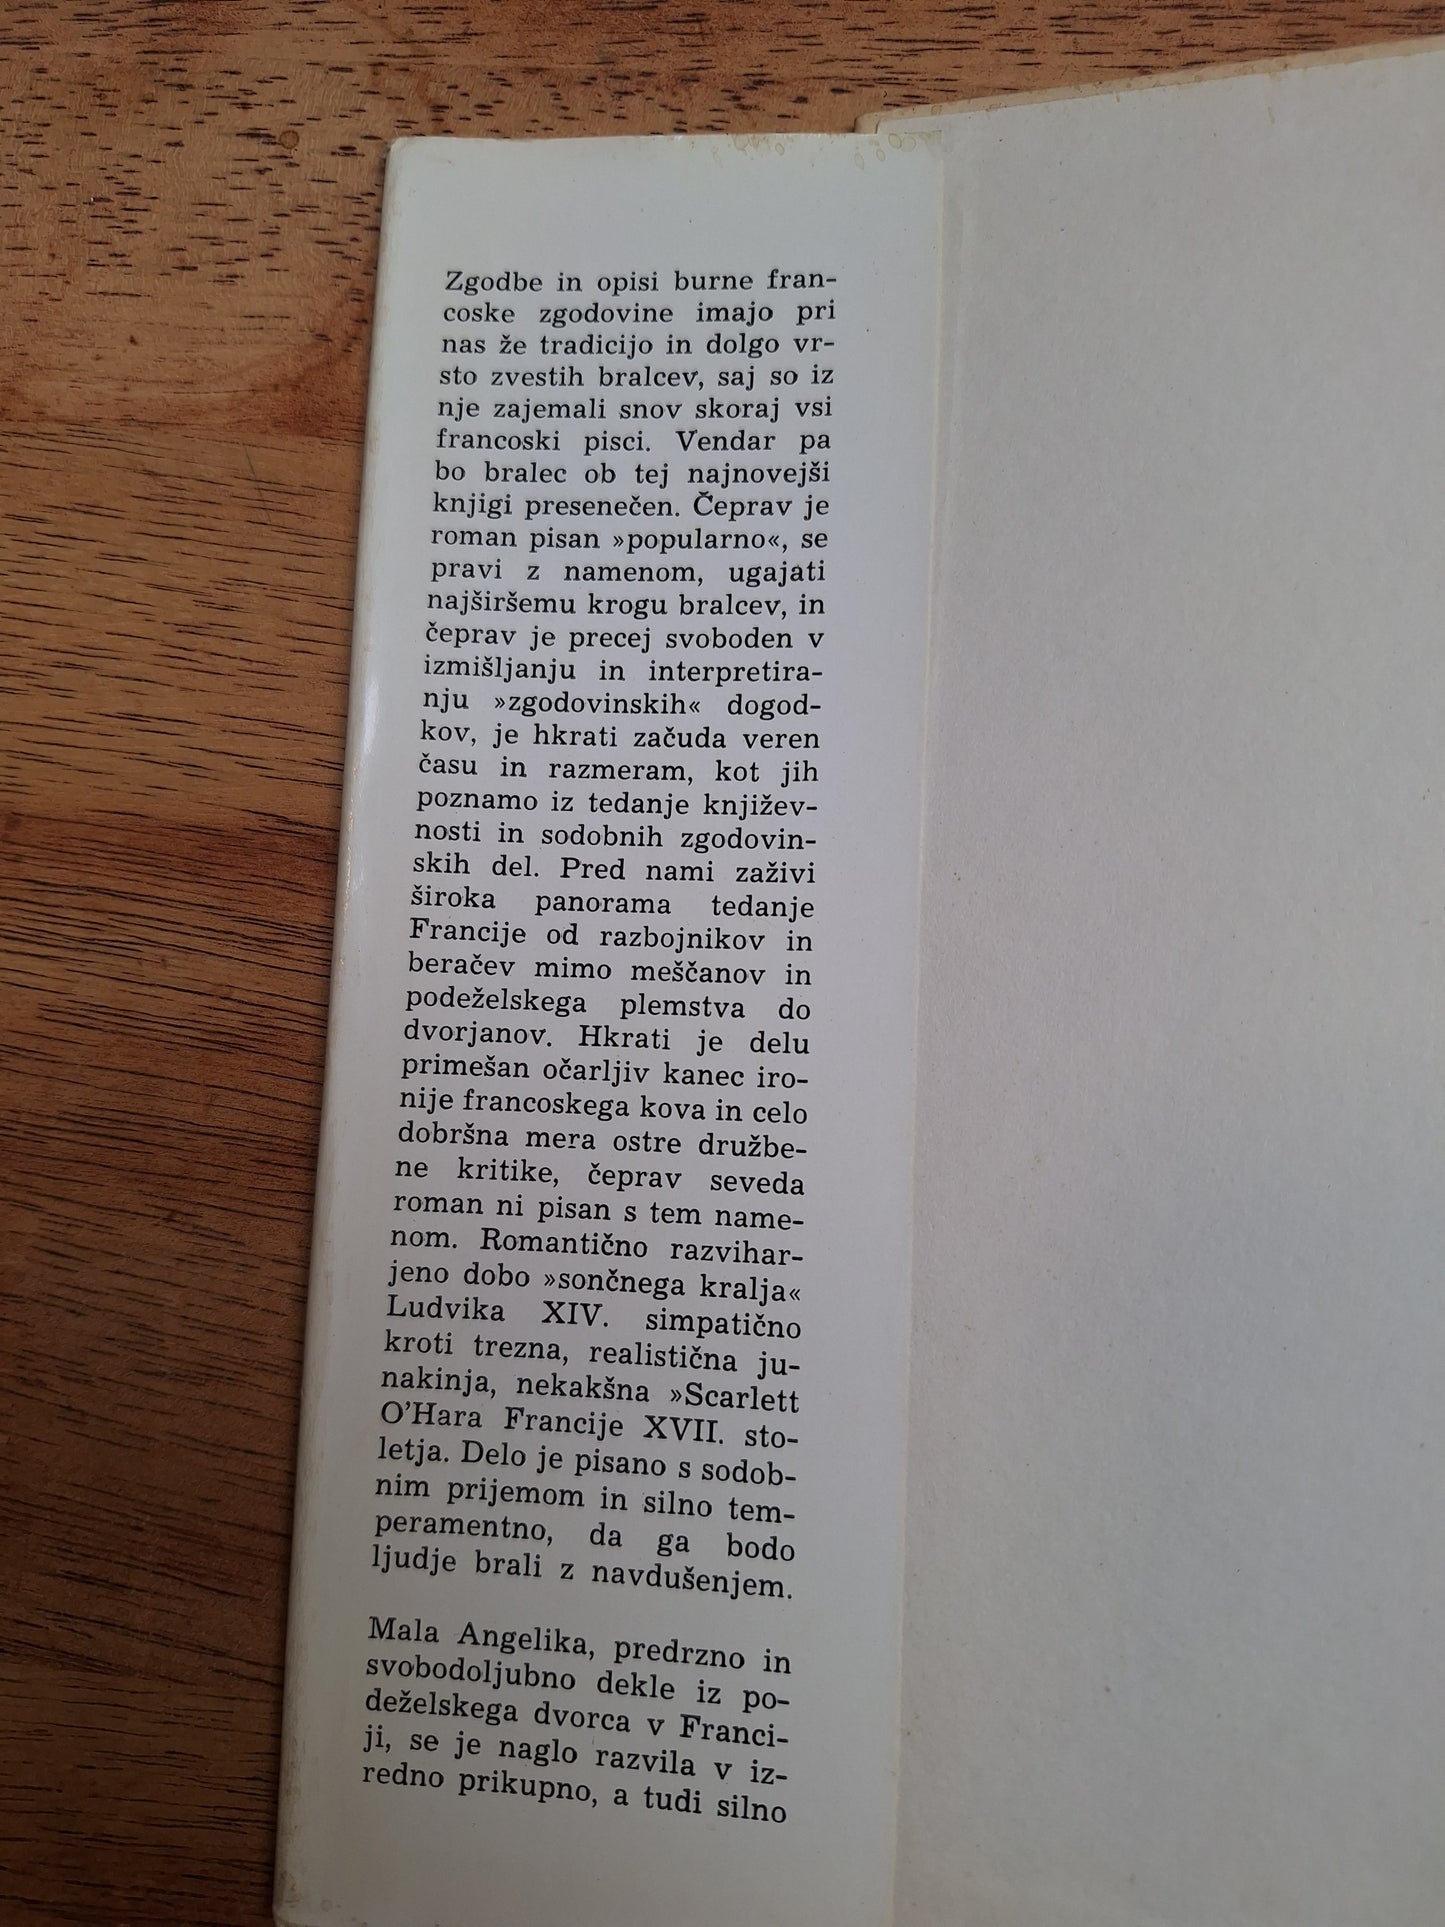 Zgodbe in opisi burne fran-
coske zgodovine imajo pri
nas že tradicijo in dolgo vr-
sto zvestih bralcev, saj so iz
nje zajemali snov skoraj vsi
francoski pisci. Vendar pa
bo bralec ob tej najnovejši
knjigi presenečen. Čeprav je
roman pisan »popularno«, se
pravi z namenom, ugajati
najširšemu krogu bralcev, in
čeprav je precej svoboden v
izmišljanju in interpretira-
nju »zgodovinskih« dogod-
kov, je hkrati začuda veren
času in razmeram, kot jih
poznamo iz tedanje književ-
nosti in sodobnih zgodovin-
skih del. Pred nami zaživi
široka panorama tedanje
Francije od razbojnikov in
beračev mimo meščanov in
podeželskega plemstva do
dvorjanov. Hkrati je delu
primešan očarljiv kanec iro-
nije francoskega kova in celo
dobršna mera ostre družbe-
ne kritike, čeprav seveda
roman ni pisan s tem name-
nom. Romantično razvihar-
jeno dobo »sončnega kralja«
Ludvika XIV. simpatično
kroti trezna, realistična ju-
nakinja, nekakšna »Scarlett
O'Hara Francije XVII. sto-
letja. Delo je pisano s sodob-
nim prijemom in silno tem-
peramentno, da ga bodo
ljudje brali z navdušenjem.
Mala Angelika, predrzno in
svobodoljubno dekle iz po-
deželskega dvorca v Franci-
ji, se je naglo razvila v iz-
redno prikupno, a tudi silno